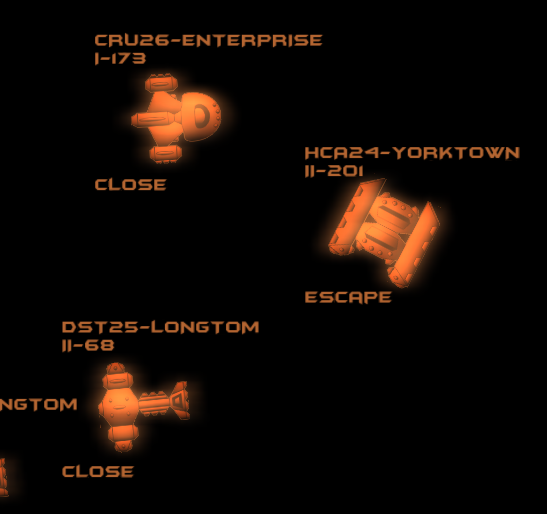 CRU26-ENTERPRISE
I-173
CLOSE
HCA24-YORKTOWN
II-201
ESCAPE
DST25-LONGTOM
II-68
NGTOM
CLOSE